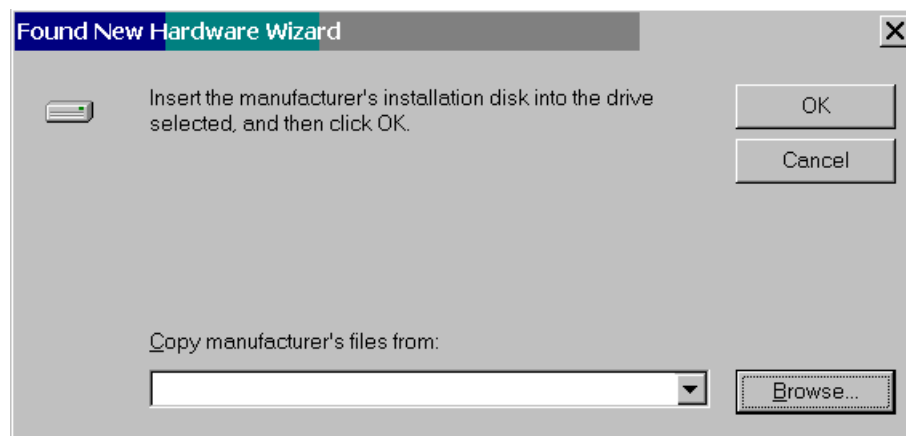 Found New Hardware Wizard
Insert the manufacturer's installation disk into the drive
selected, and then click OK.
OK
Cancel
Copy manufacturer's files from:
Browse...